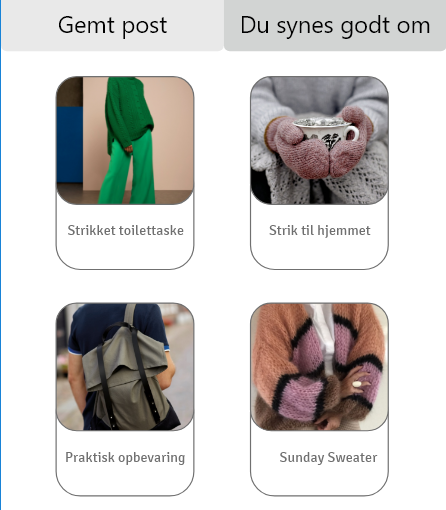 Gemt post
Du synes godt om
Strikket toilettaske
Strik til hjemmet
Praktisk opbevaring
Sunday Sweater